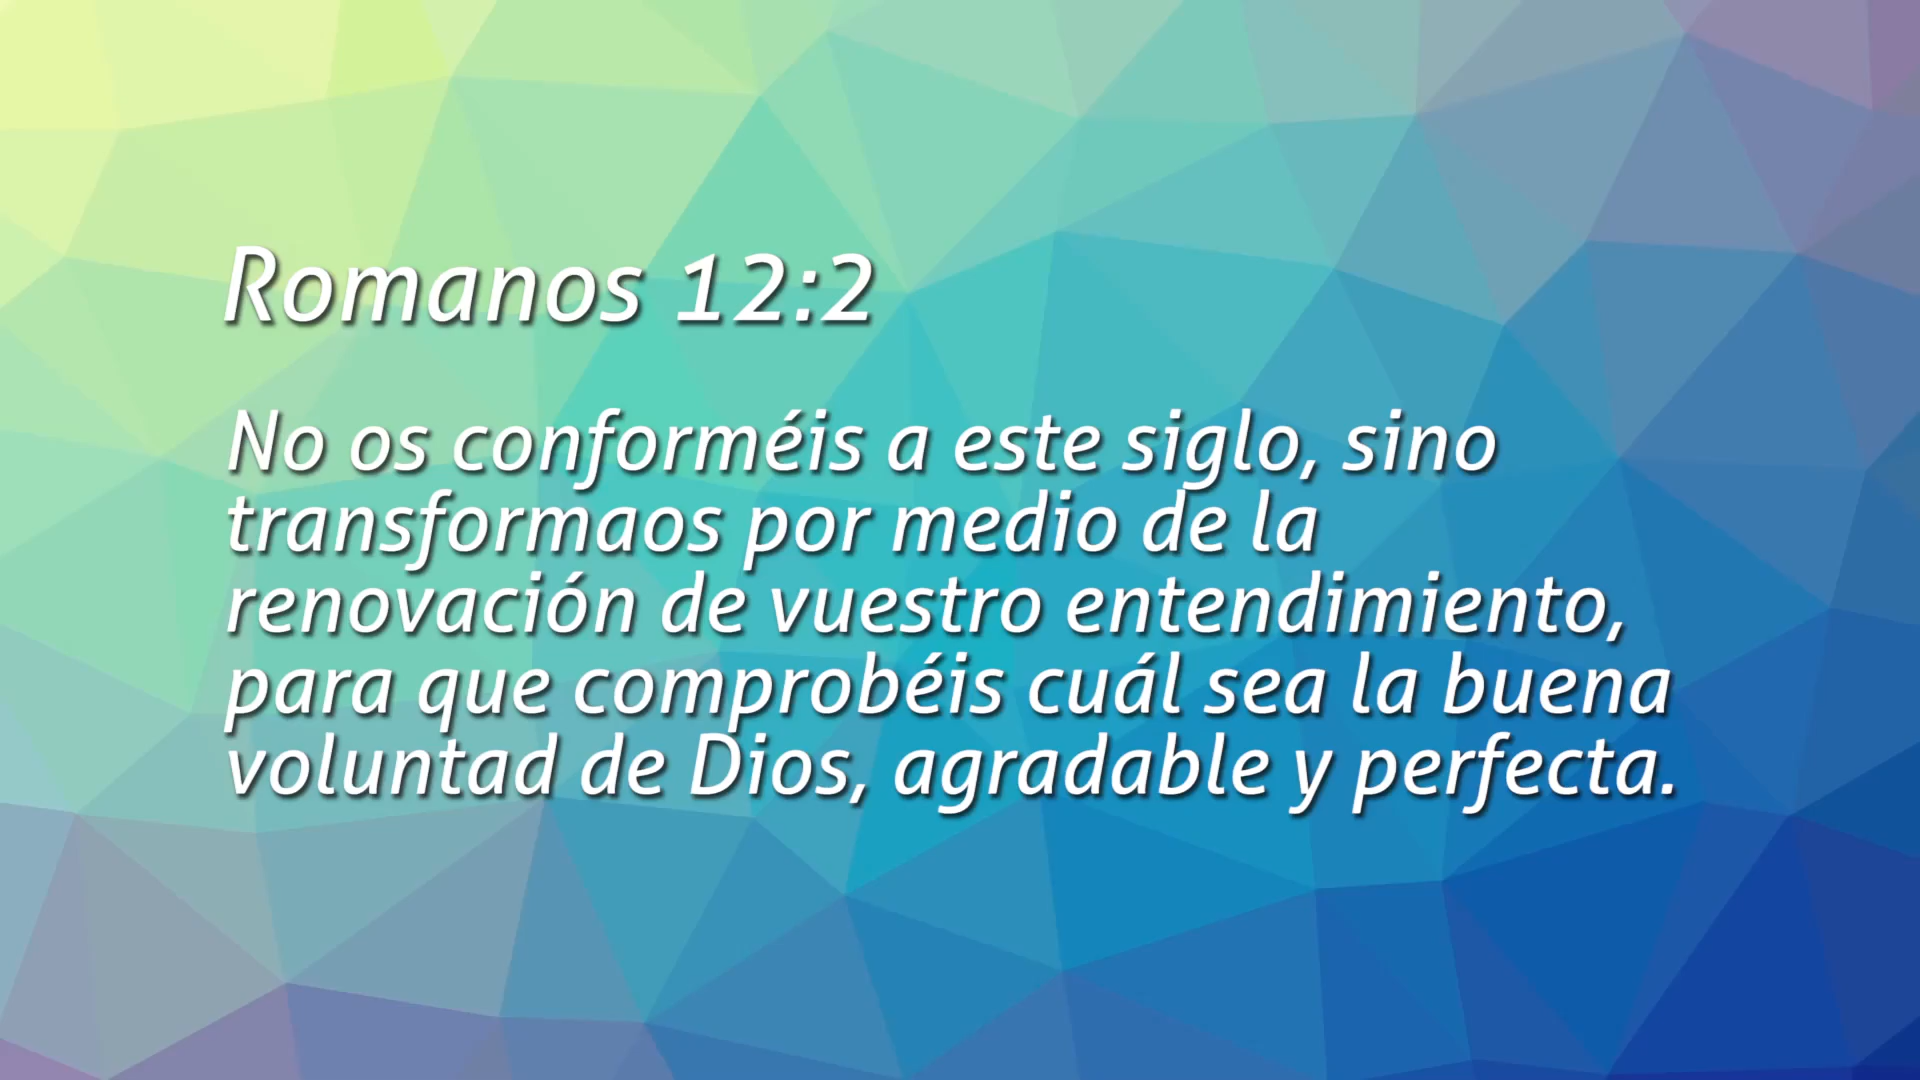 Romanos 12:2
No os conforméis a este siglo, sino
transformaos por medio de la
renovación de vuestro entendimiento,
para que comprobéis cuál sea la buena
voluntad de Dios, agradable y perfecta.